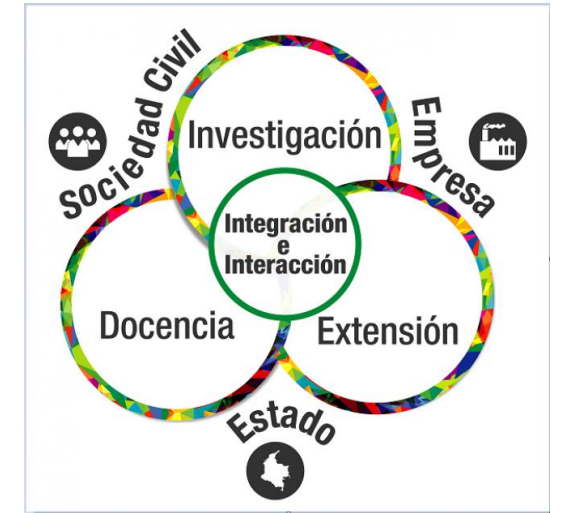 Sociedad Civil
Empresa
Investigación
Integración
e
Interacción
Docencia
Extensión
Estado